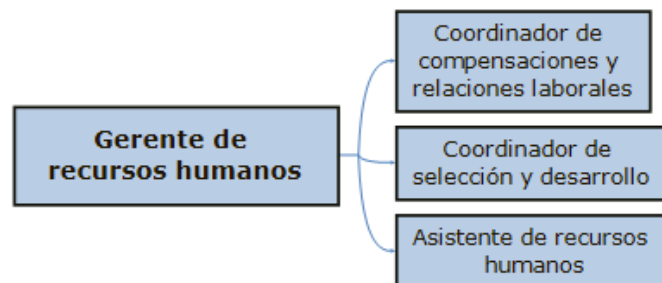 Gerente de
recursos humanos
Coordinador de
compensaciones y
relaciones laborales
Coordinador de
selección y desarrollo
Asistente de recursos
humanos